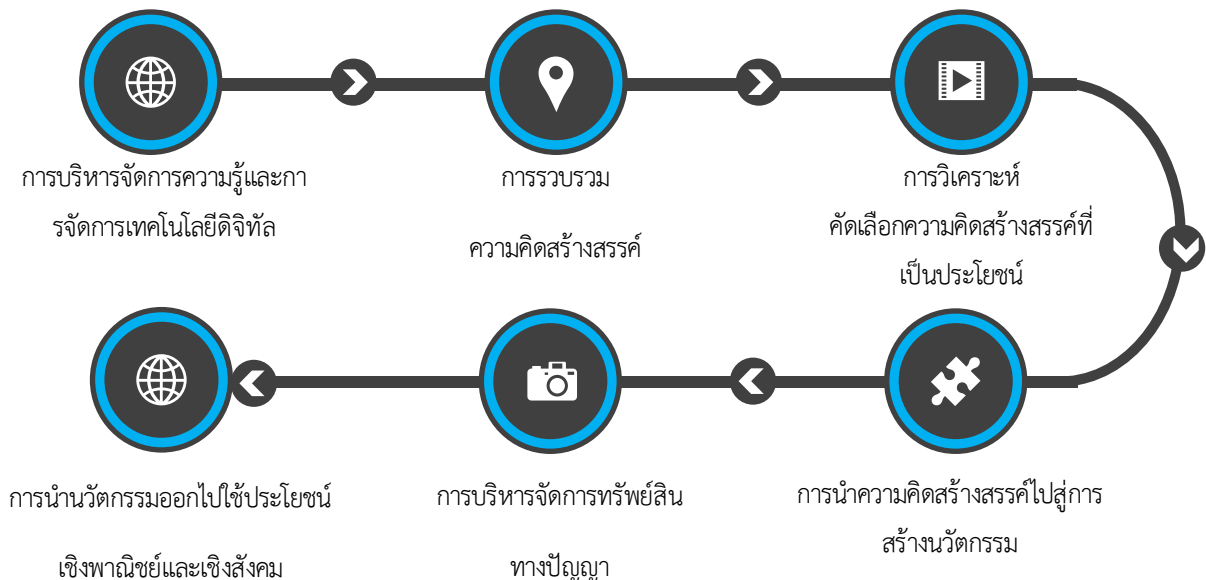 การบริหารจัดการความรู้และกา
รจัดการเทคโนโลยีดิจิทัล
การรวบรวม
ความคิดสร้างสรรค์
การวิเคราะห์
คัดเลือกความคิดสร้างสรรค์ที่
เป็นประโยชน์
การนำความคิดสร้างสรรค์ไปสู่การ
สร้างนวัตกรรม
การบริหารจัดการทรัพย์สิน
ทางปัญญา
การนำนวัตกรรมออกไปใช้ประโยชน์
เชิงพาณิชย์และเชิงสังคม